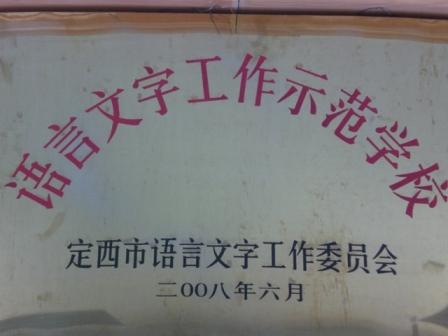 语言文字工作示范学校
定西市语言文字工作委员会
二00八年六月